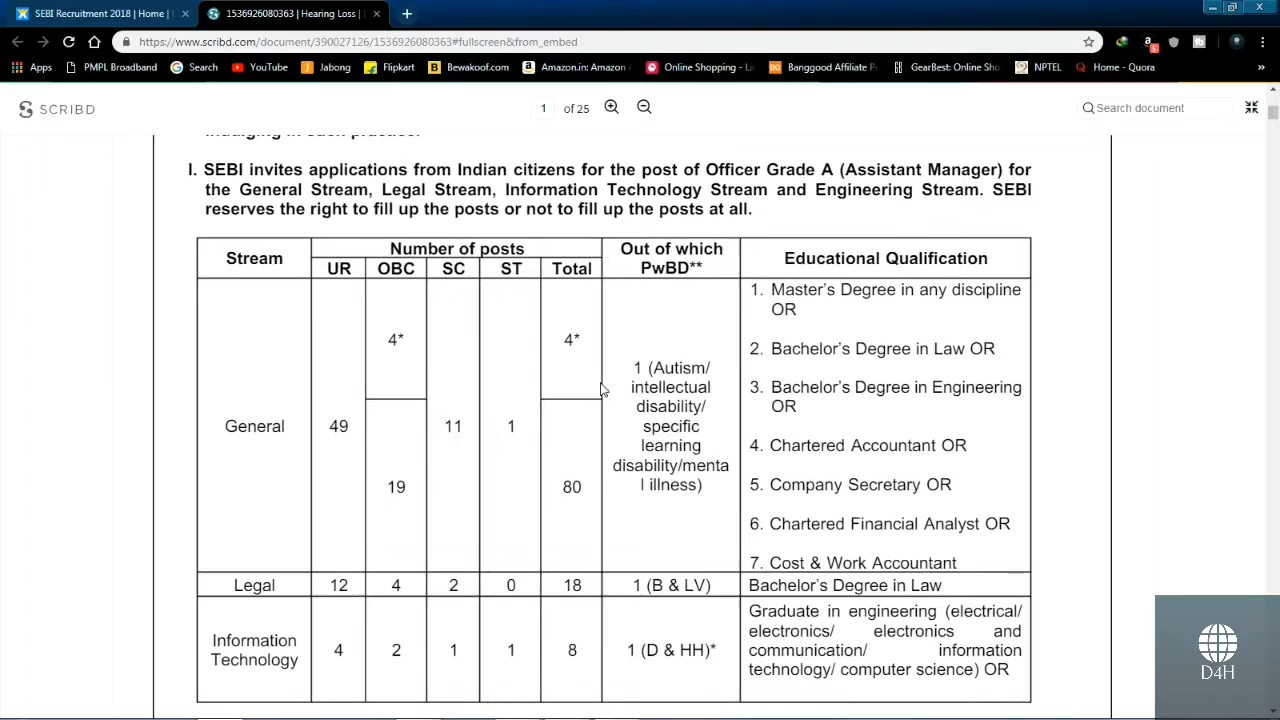 SEBI Recruitment 2018 | Home |
1536926080363 | Hearing Loss |
https://www.scribd.com/document/390027126/1536926080363#fullscreen&from_embed
Apps
PMPL Broadband
Search
YouTube
Jabong
Flipkart
Bewakoof.com
Amazon.in: Amazon
Online Shopping - La
Banggood Affiliate P
GearBest: Online Sho
NPTEL
Home - Quora
»
SCRIBD
1 of 25
Search document
indulging in such practice.
I. SEBI invites applications from Indian citizens for the post of Officer Grade A (Assistant Manager) for
the General Stream, Legal Stream, Information Technology Stream and Engineering Stream. SEBI
reserves the right to fill up the posts or not to fill up the posts at all.
Stream
Number of posts
UR OBC SC ST Total
Out of which
PwBD**
Educational Qualification
General
49
4*
19
11
1
4*
80
1 (Autism/
intellectual
disability/
specific
learning
disability/menta
l illness)
1. Master's Degree in any discipline
OR
2. Bachelor's Degree in Law OR
3. Bachelor's Degree in Engineering
OR
4. Chartered Accountant OR
5. Company Secretary OR
6. Chartered Financial Analyst OR
7. Cost & Work Accountant
Legal 12 4 2 0 18 1 (B & LV) Bachelor's Degree in Law
Information
Technology
4 2 1 1 8 1 (D & HH)*
Graduate in engineering (electrical/
electronics/ electronics and
communication/ information
technology/ computer science) OR
D4H